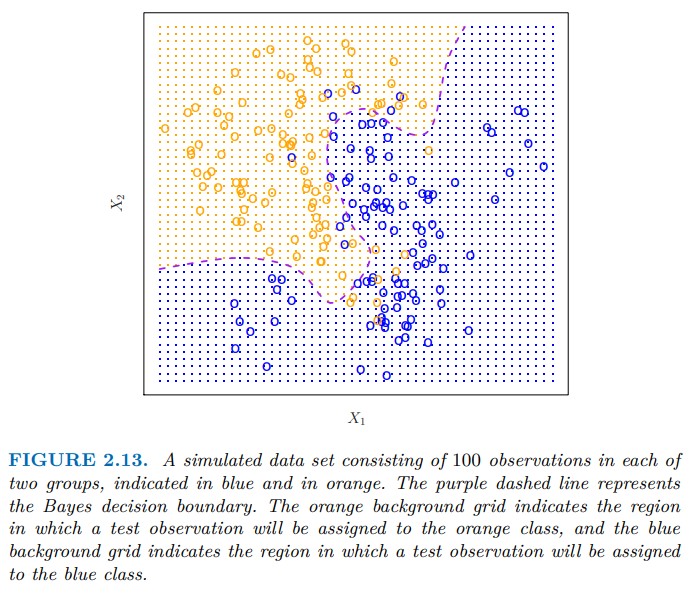 X2
X1
FIGURE 2.13. A simulated data set consisting of 100 observations in each of
two groups, indicated in blue and in orange. The purple dashed line represents
the Bayes decision boundary. The orange background grid indicates the region
in which a test observation will be assigned to the orange class, and the blue
background grid indicates the region in which a test observation will be assigned
to the blue class.